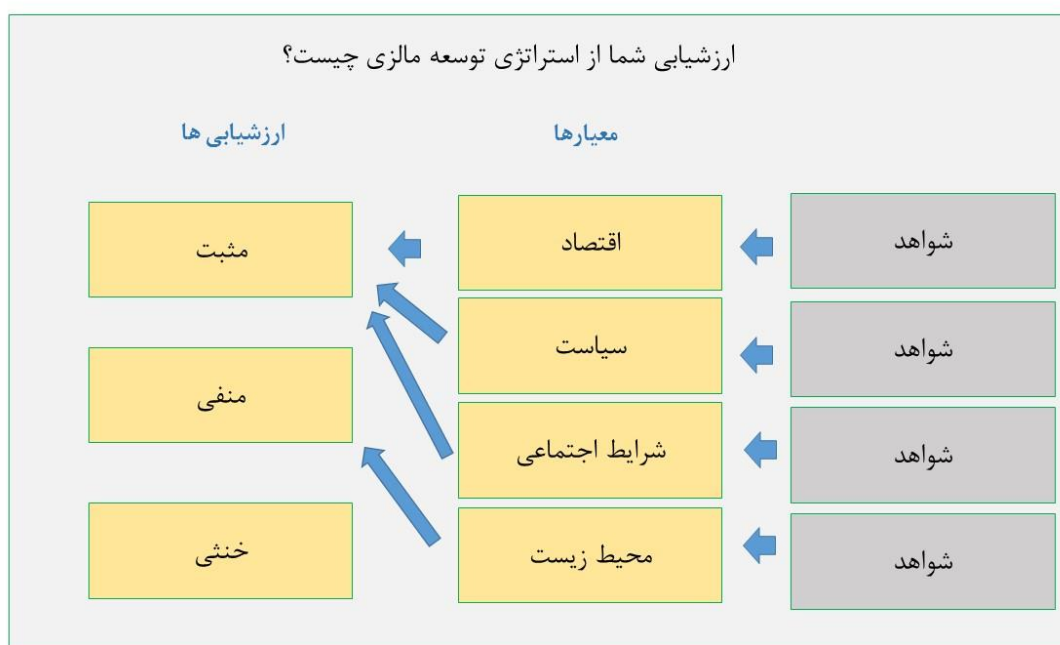 ارزشیابی شما از استراتژی توسعه مالزی چیست؟
معیارها
ارزشیابی ها
شواهد
اقتصاد
مثبت
شواهد
سیاست
منفی
شواهد
شرایط اجتماعی
شواهد
محیط زیست
خنثی